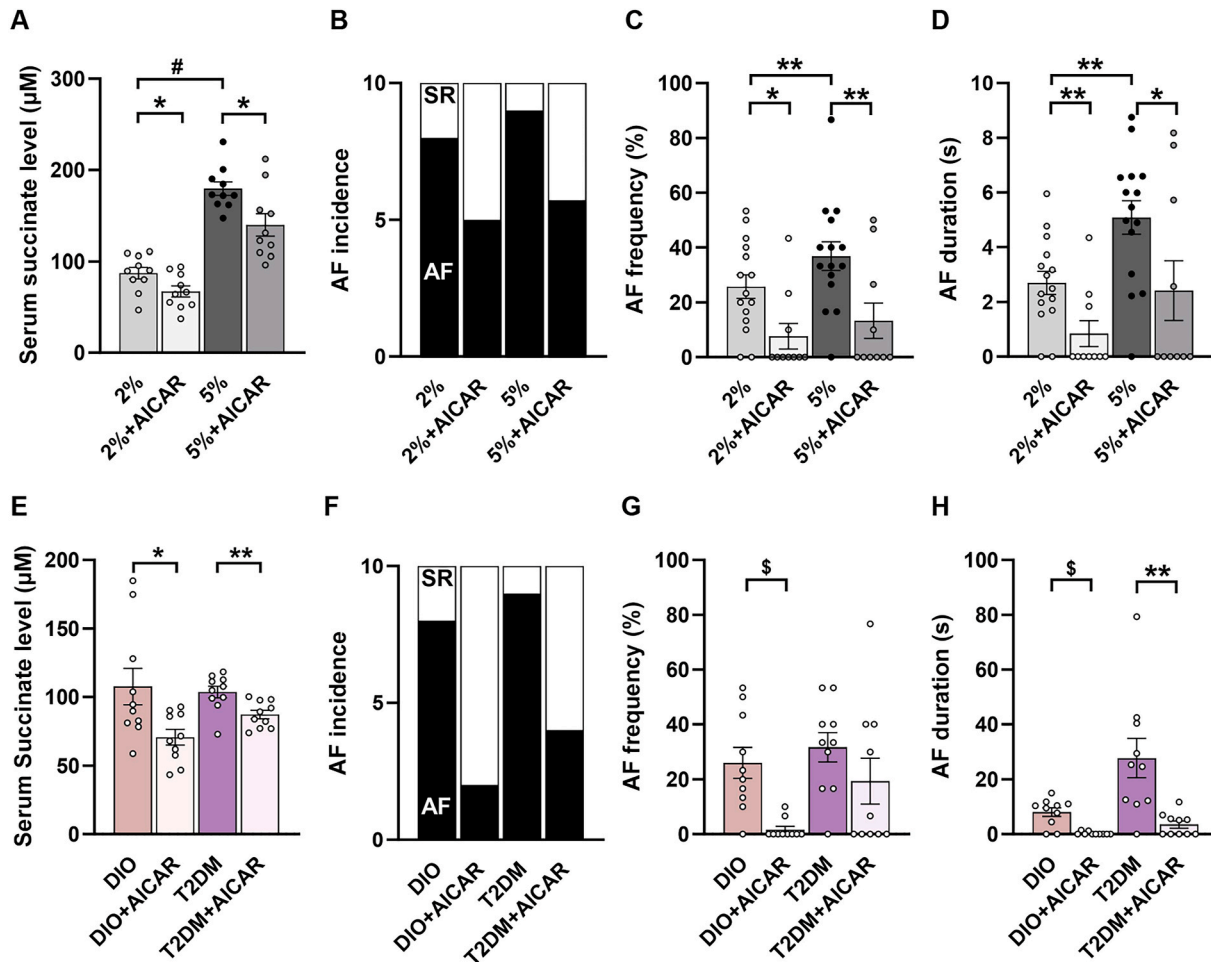 A
Serum succinate level (µM)
300
200
100
0
#
*
*
2%
2%+AICAR
5%
5%+AICAR
B
AF incidence
10
5
0
SR
AF
2%
2%+AICAR
5%
5%+AICAR
C
AF frequency (%)
100
80
60
40
20
0
**
*
**
2%
2%+AICAR
5%
5%+AICAR
D
AF duration (s)
10
8
6
4
2
0
**
**
*
2%
2%+AICAR
5%
5%+AICAR
E
Serum Succinate level (µM)
200
150
100
50
0
*
**
DIO
DIO+AICAR
T2DM
T2DM+AICAR
F
AF incidence
10
5
0
SR
AF
DIO
DIO+AICAR
T2DM
T2DM+AICAR
G
AF frequency (%)
100
80
60
40
20
0
$
DIO
DIO+AICAR
T2DM
T2DM+AICAR
H
AF duration (s)
100
80
60
40
20
0
$
**
DIO
DIO+AICAR
T2DM
T2DM+AICAR